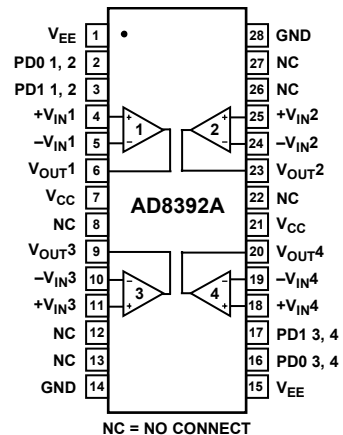 VEE 1 28 GND
PD0 1, 2 2 27 NC
PD1 1, 2 3 26 NC
+VIN1 4 + 1 2 + 25 +VIN2
–VIN1 5 – – 24 –VIN2
VOUT1 6 23 VOUT2
VCC 7 22 NC
AD8392A
NC 8 21 VCC
VOUT3 9 20 VOUT4
–VIN3 10 – – 19 –VIN4
+VIN3 11 + 3 4 + 18 +VIN4
NC 12 17 PD1 3, 4
NC 13 16 PD0 3, 4
GND 14 15 VEE
NC = NO CONNECT